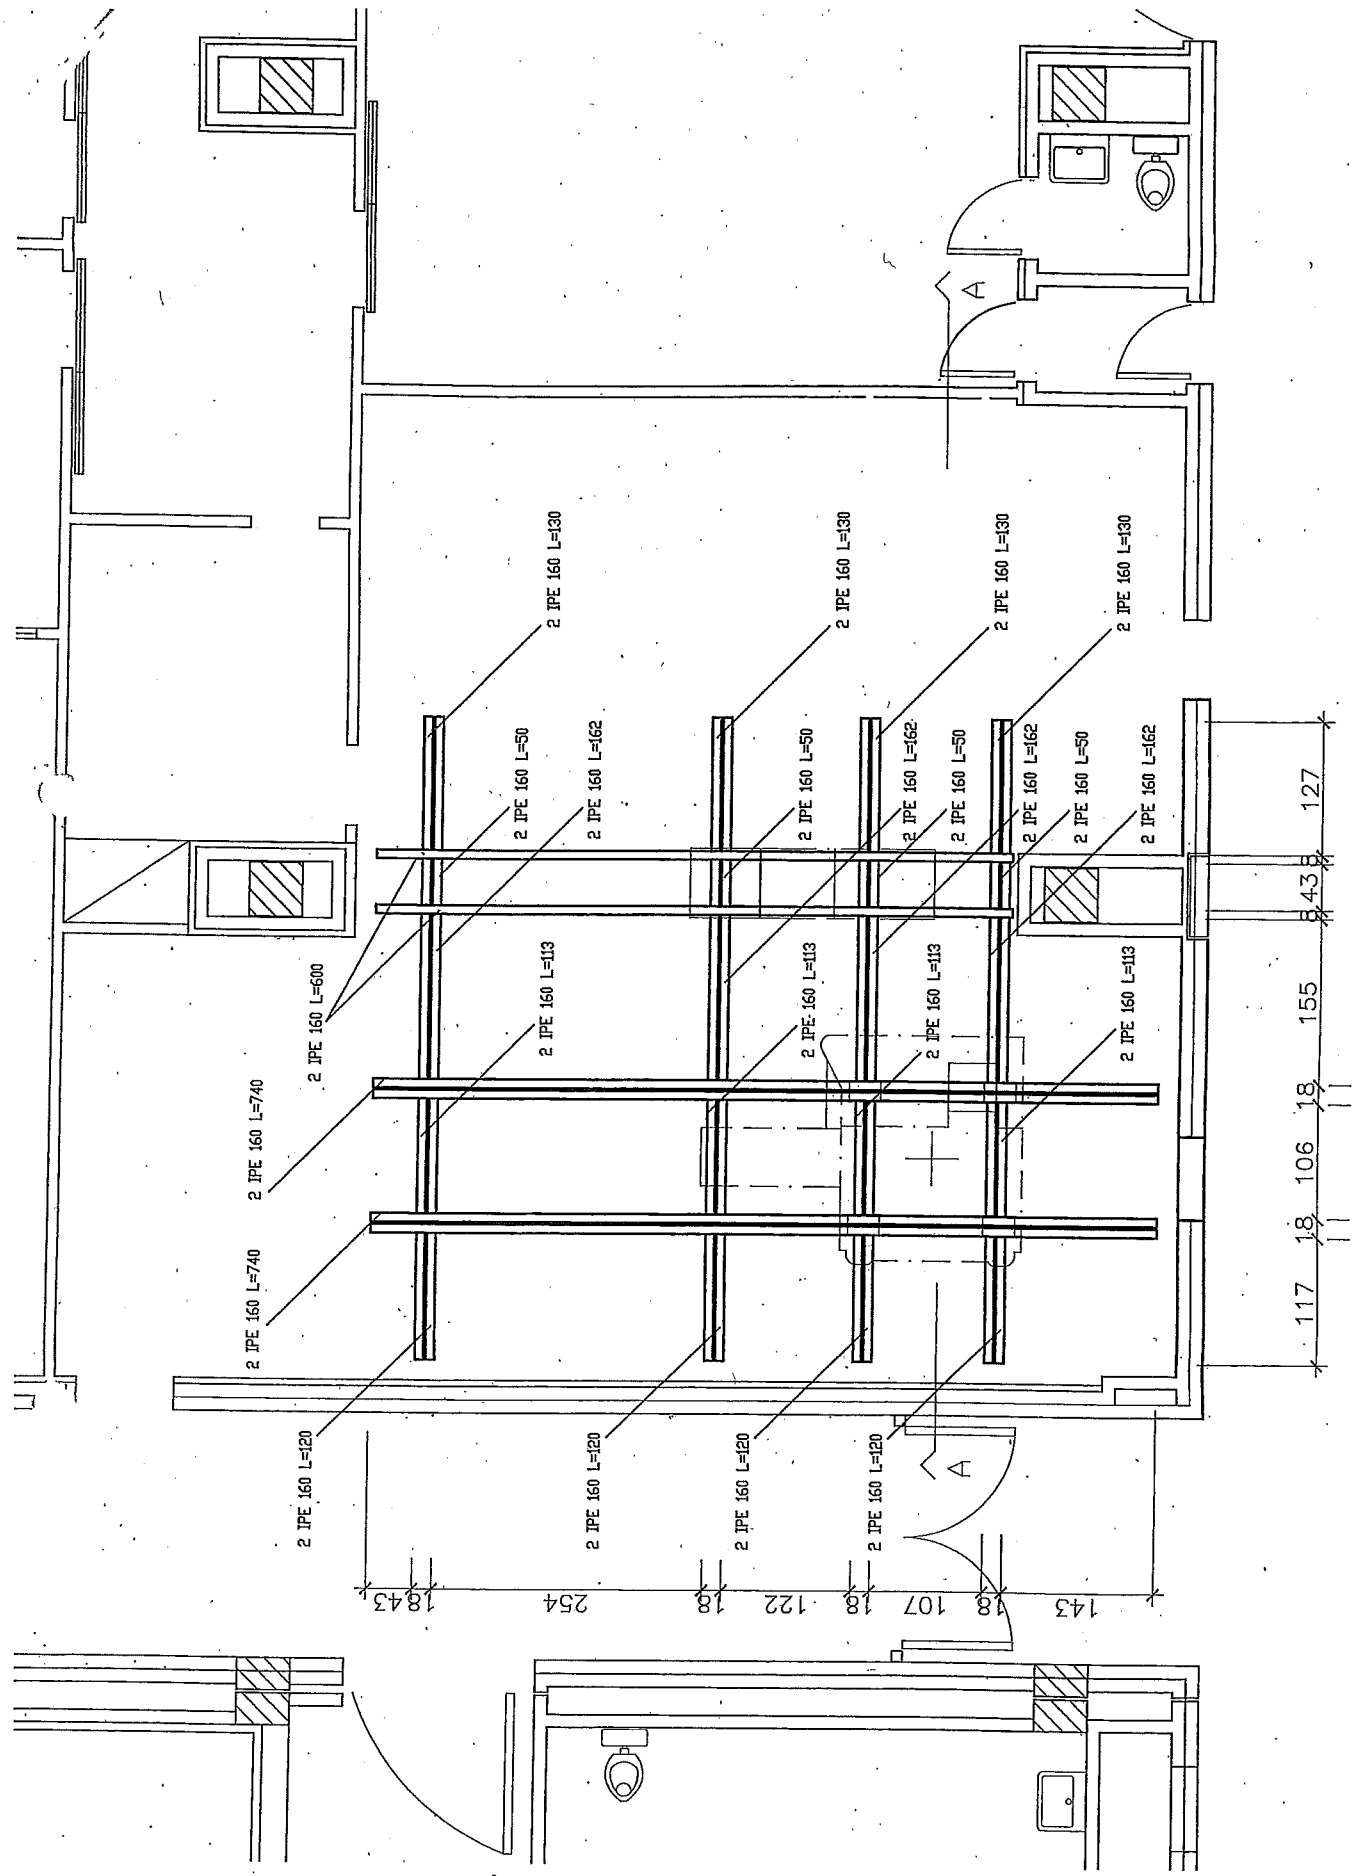 A
2 IPE 160 L=130
2 IPE 160 L=130
2 IPE 160 L=130
2 IPE 160 L=130
2 IPE 160 L=50
2 IPE 160 L=162
2 IPE 160 L=50
2 IPE 160 L=162
2 IPE 160 L=50
2 IPE 160 L=162
2 IPE 160 L=50
2 IPE 160 L=162
2 IPE 160 L=600
2 IPE 160 L=113
2 IPE 160 L=113
2 IPE 160 L=113
2 IPE 160 L=113
2 IPE 160 L=740
2 IPE 160 L=740
2 IPE 160 L=120
2 IPE 160 L=120
2 IPE 160 L=120
2 IPE 160 L=120
A
127
8
43
8
155
18
106
18
117
43
18
254
18
122
18
107
18
143